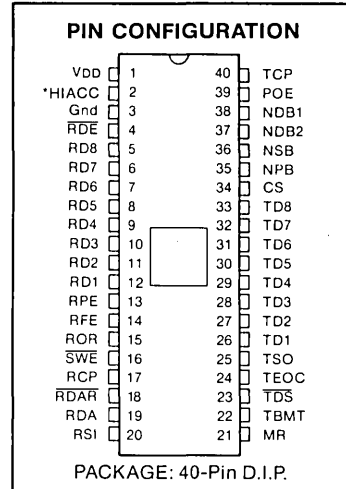 PIN CONFIGURATION
VDD 1 40 TCP
*HIACC 2 39 POE
Gnd 3 38 NDB1
RDE 4 37 NDB2
RD8 5 36 NSB
RD7 6 35 NPB
RD6 7 34 CS
RD5 8 33 TD8
RD4 9 32 TD7
RD3 10 31 TD6
RD2 11 30 TD5
RD1 12 29 TD4
RPE 13 28 TD3
RFE 14 27 TD2
ROR 15 26 TD1
SWE 16 25 TSO
RCP 17 24 TEOC
RDAR 18 23 TDS
RDA 19 22 TBMT
RSI 20 21 MR
PACKAGE: 40-Pin D.I.P.